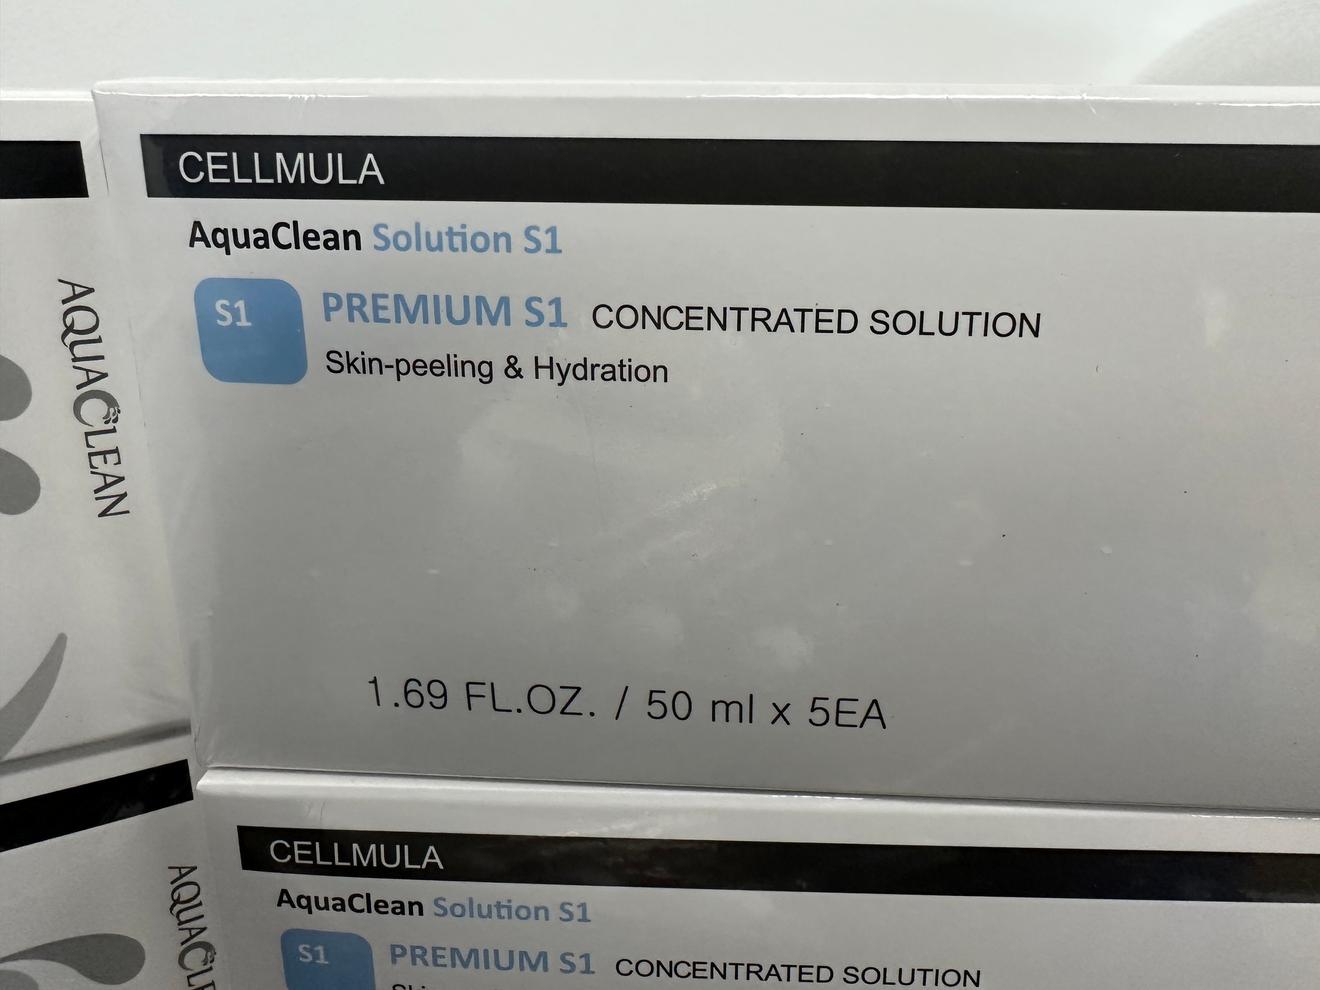 CELLMULA
AquaClean Solution S1
S1
PREMIUM S1 CONCENTRATED SOLUTION
Skin-peeling & Hydration
1.69 FL.OZ. / 50 ml x 5EA
AQUACLEAN
CELLMULA
AquaClean Solution S1
S1
PREMIUM S1 CONCENTRATED SOLUTION